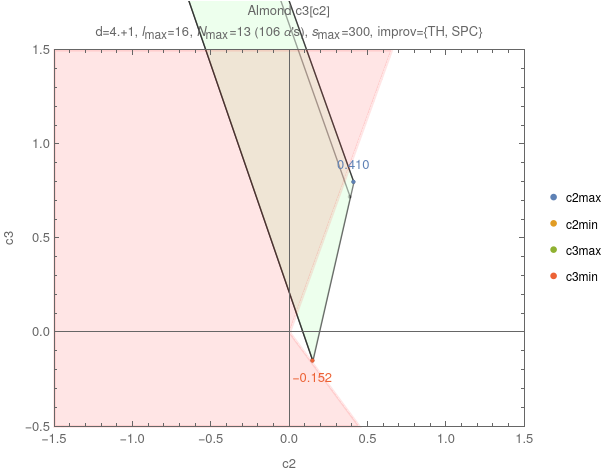 Almond c3[c2]
d=4.+1, lmax=16, Nmax=13 (106 α's), smax=300, improv={TH, SPC}
1.5
1.0
0.410
c2max
c2min
0.5
c3
c3max
c3min
0.0
−0.152
−0.5
−1.5 −1.0 −0.5 0.0 0.5 1.0 1.5
c2